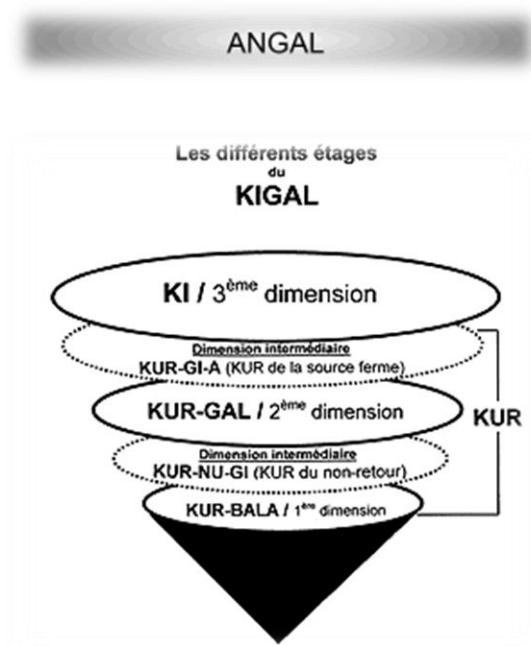 ANGAL
Les différents étages
du
KIGAL
KI / 3ème dimension
Dimension intermédiaire
KUR-GI-A (KUR de la source ferme)
KUR-GAL / 2ème dimension
KUR
Dimension intermédiaire
KUR-NU-GI (KUR du non-retour)
KUR-BALA / 1ère dimension